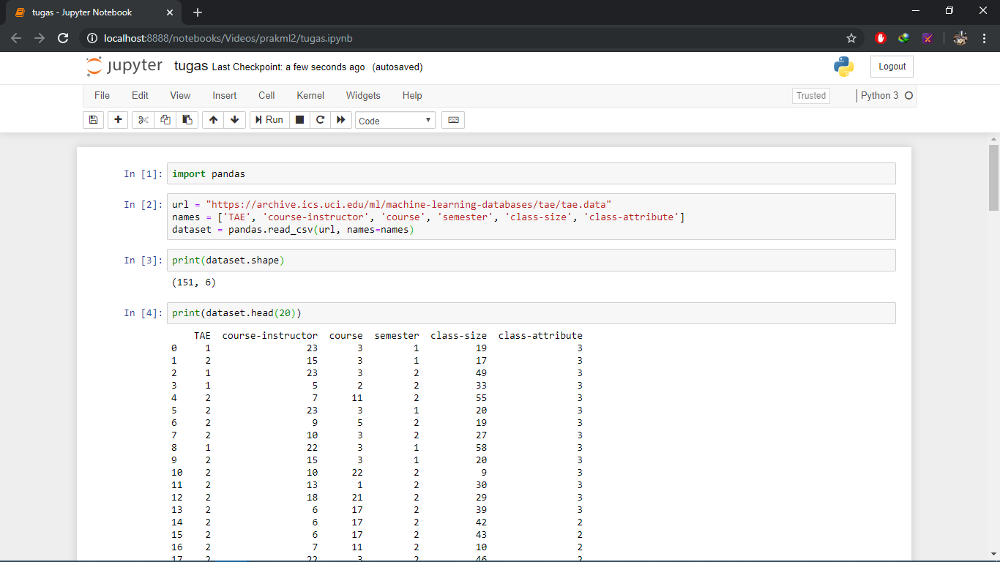 tugas - Jupyter Notebook
localhost:8888/notebooks/Videos/prakml2/tugas.ipynb
jupyter tugas Last Checkpoint: a few seconds ago (autosaved)
Logout
File Edit View Insert Cell Kernel Widgets Help
Trusted
Python 3
Run
Code
In [1]: import pandas
In [2]: url = "https://archive.ics.uci.edu/ml/machine-learning-databases/tae/tae.data"
names = ['TAE', 'course-instructor', 'course', 'semester', 'class-size', 'class-attribute']
dataset = pandas.read_csv(url, names=names)
In [3]: print(dataset.shape)
(151, 6)
In [4]: print(dataset.head(20))
TAE course-instructor course semester class-size class-attribute
0 1 23 3 1 19 3
1 2 15 3 1 17 3
2 1 23 3 2 49 3
3 1 5 2 2 33 3
4 2 7 11 2 55 3
5 2 23 3 1 20 3
6 2 9 5 2 19 3
7 2 10 3 2 27 3
8 1 22 3 1 58 3
9 2 15 3 1 20 3
10 2 10 22 2 9 3
11 2 13 1 2 30 3
12 2 18 21 2 29 3
13 2 6 17 2 39 3
14 2 6 17 2 42 2
15 2 6 17 2 43 2
16 2 7 11 2 10 2
17 2 22 3 2 46 2